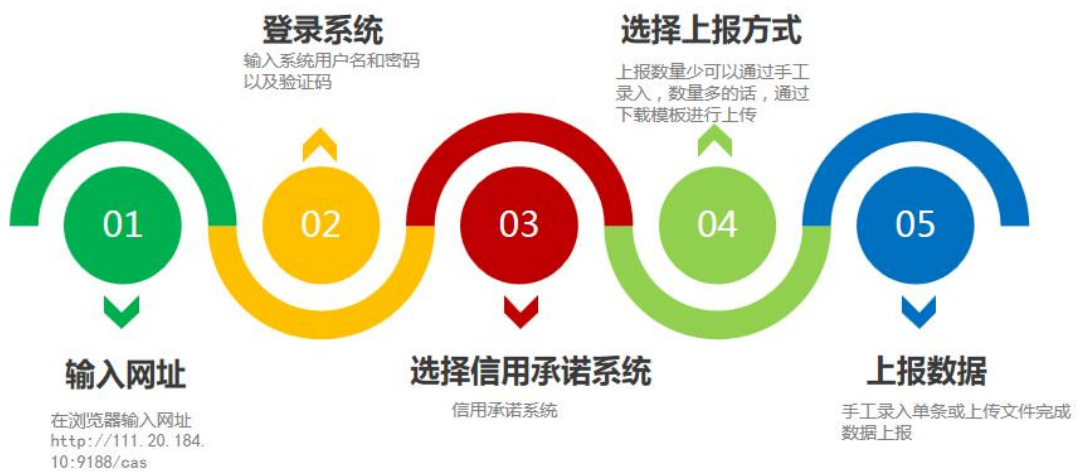 登录系统
输入系统用户名和密码
以及验证码
选择上报方式
上报数量少可以通过手工
录入，数量多的话，通过
下载模板进行上传
01
02
03
04
05
输入网址
在浏览器输入网址
http://111.20.184.
10:9188/cas
选择信用承诺系统
信用承诺系统
上报数据
手工录入单条或上传文件完成
数据上报